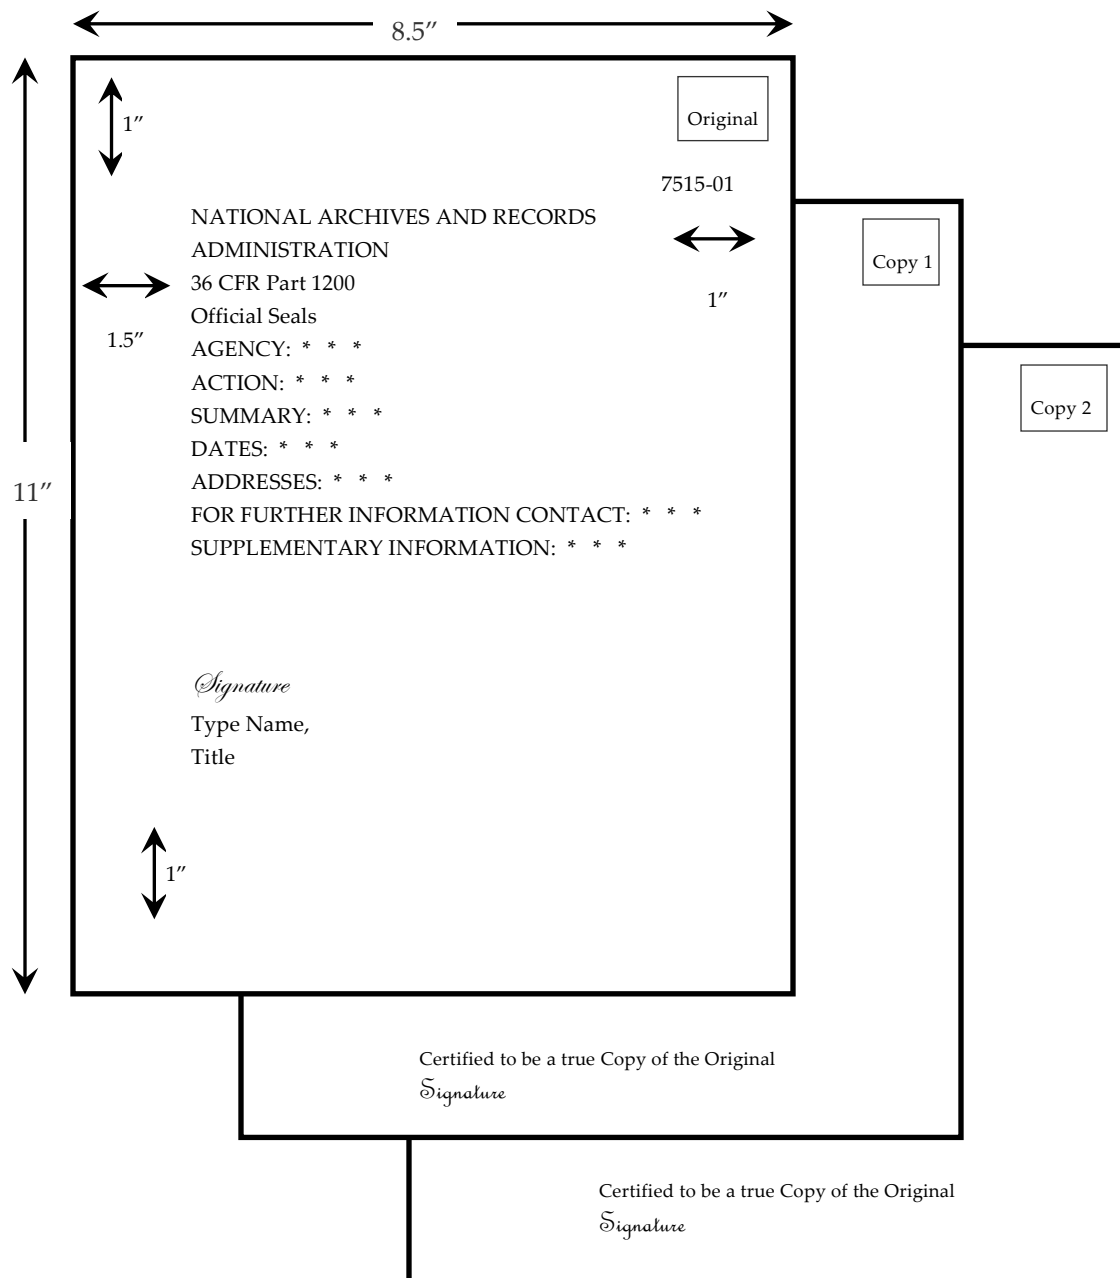 8.5″
Original
1″
7515-01
NATIONAL ARCHIVES AND RECORDS
ADMINISTRATION
36 CFR Part 1200
Official Seals
AGENCY: * * *
ACTION: * * *
SUMMARY: * * *
DATES: * * *
ADDRESSES: * * *
FOR FURTHER INFORMATION CONTACT: * * *
SUPPLEMENTARY INFORMATION: * * *
1.5″
1″
11″
Signature
Type Name,
Title
1″
Copy 1
Certified to be a true Copy of the Original
Signature
Copy 2
Certified to be a true Copy of the Original
Signature